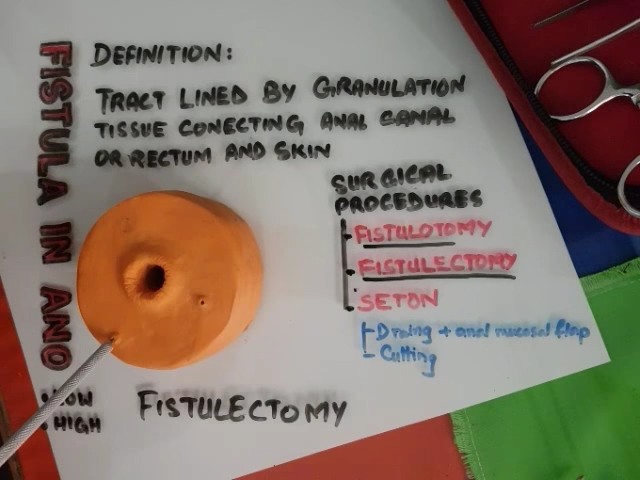 FISTULA IN ANO
DEFINITION:
TRACT LINED BY GRANULATION
TISSUE CONECTING ANAL CANAL
OR RECTUM AND SKIN
SURGICAL
PROCEDURES
FISTULOTOMY
FISTULECTOMY
SETON
Draing + anal mucosal flap
Cutting
LOW
HIGH
FISTULECTOMY